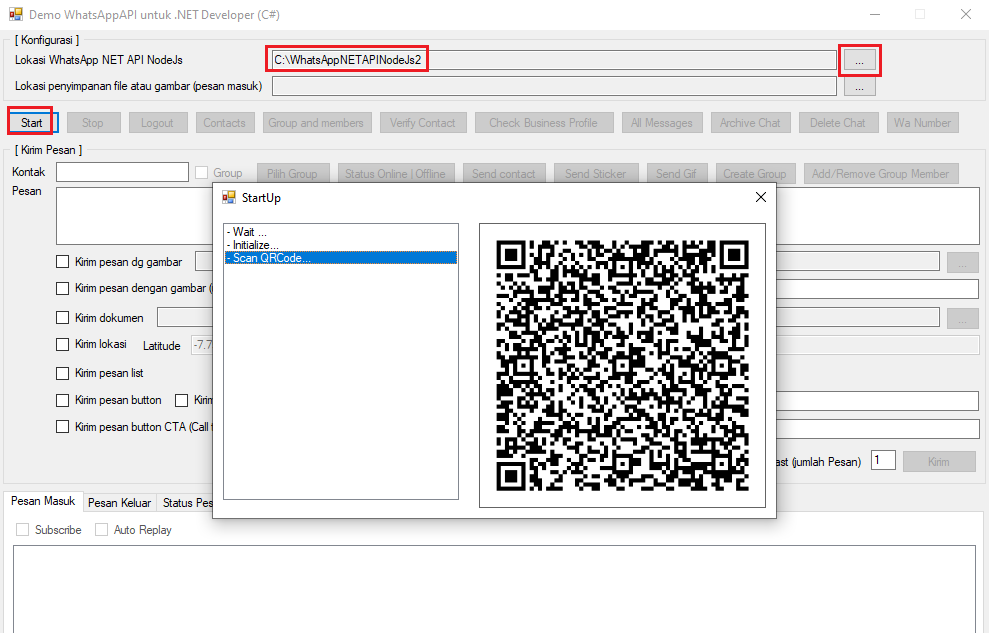 Demo WhatsAppAPI untuk .NET Developer (C#)
[ Konfigurasi ]
Lokasi WhatsApp NET API NodeJs C:\WhatsAppNETAPINodeJs2 ...
Lokasi penyimpanan file atau gambar (pesan masuk) ...
Start Stop Logout Contacts Group and members Verify Contact Check Business Profile All Messages Archive Chat Delete Chat Wa Number
[ Kirim Pesan ]
Kontak Group Pilih Group Status Online | Offline Send contact Send Sticker Send Gif Create Group Add/Remove Group Member
Pesan
StartUp
- Wait ...
- Initialize...
- Scan QRCode...
Kirim pesan dg gambar ...
Kirim pesan dengan gambar
Kirim dokumen ...
Kirim lokasi Latitude -7.7
Kirim pesan list
Kirim pesan button Kirim
Kirim pesan button CTA (Call
(jumlah Pesan) 1 Kirim
Pesan Masuk Pesan Keluar Status
Subscribe Auto Replay